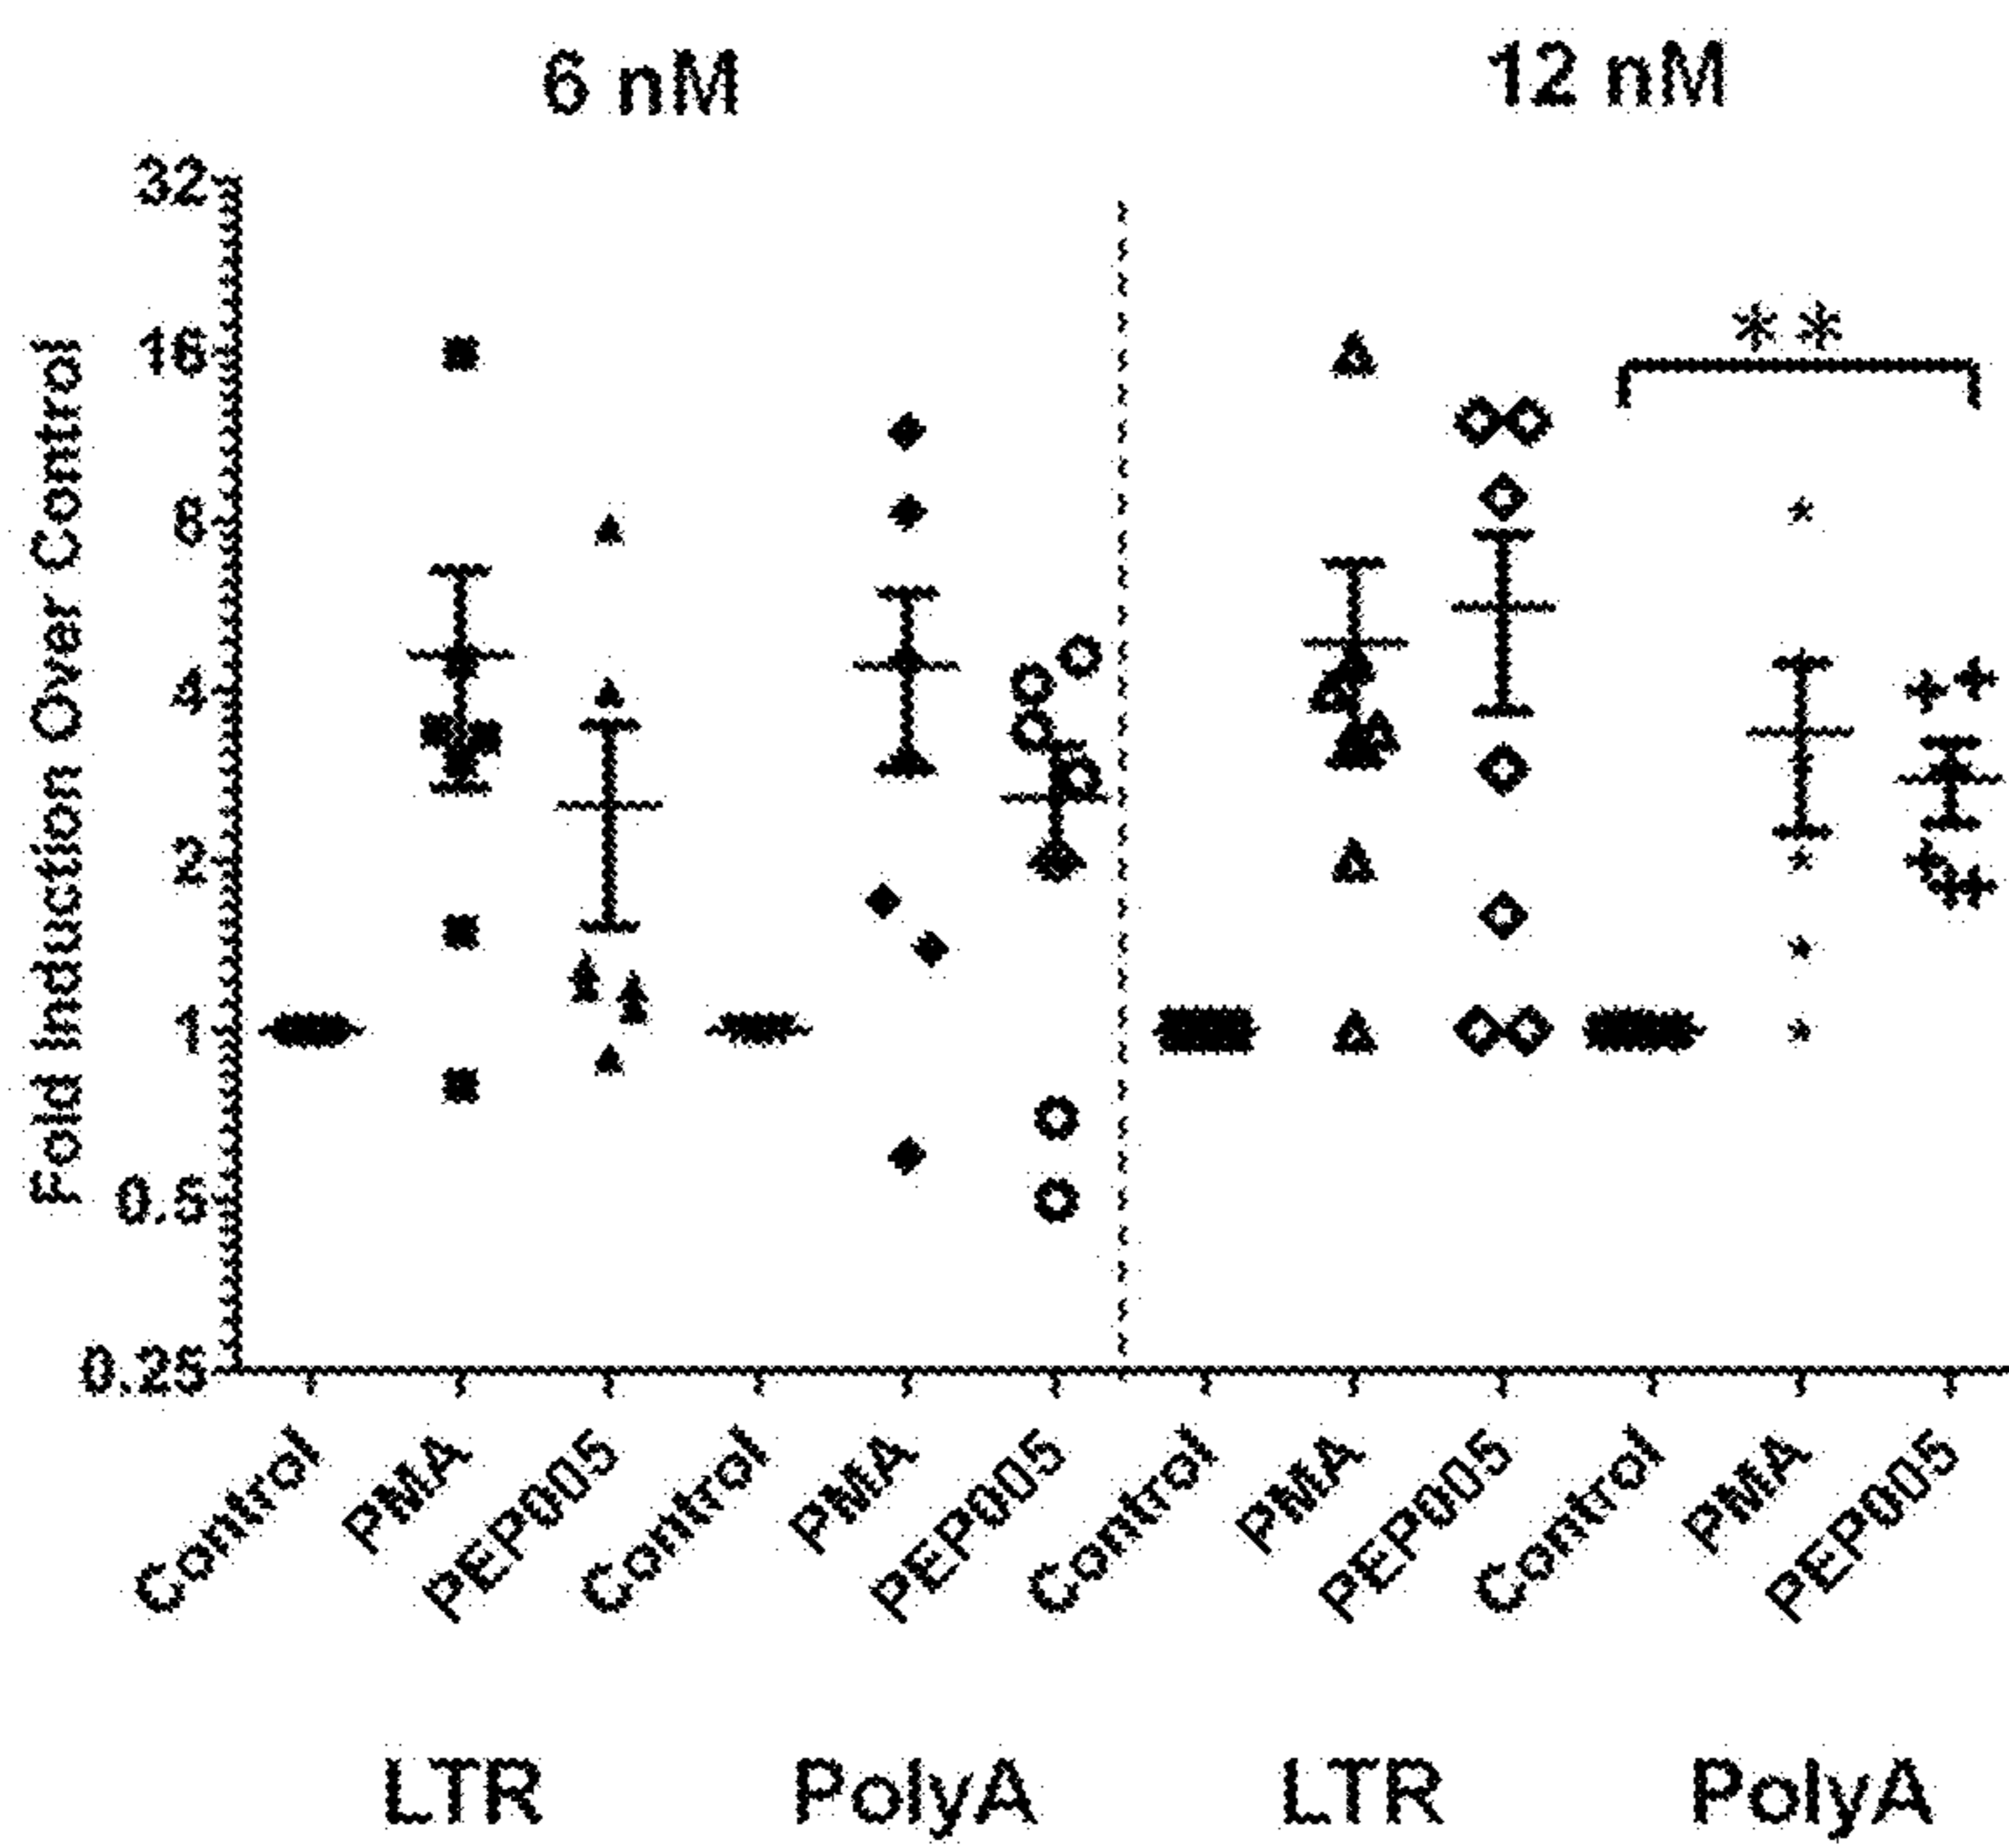 6 nM 12 nM
Fold Induction Over Control
32
16
8
4
2
1
0.5
0.25
**
Control PMA PEP005 Control PMA PEP005 Control PMA PEP005 Control PMA PEP005
LTR PolyA LTR PolyA